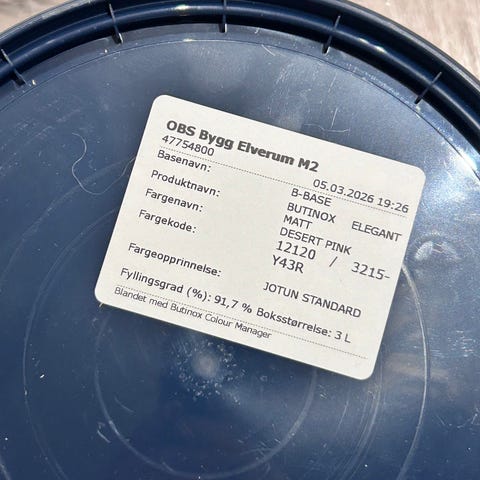 OBS Bygg Elverum M2
47754800 05.03.2026 19:26
Basenavn: B-BASE
Produktnavn: BUTINOX ELEGANT
MATT
Fargenavn: DESERT PINK
Fargekode: 12120 / 3215-
Y43R
Fargeopprinnelse: JOTUN STANDARD
Fyllingsgrad (%): 91,7 % Boksstørrelse: 3 L
Blandet med Butinox Colour Manager